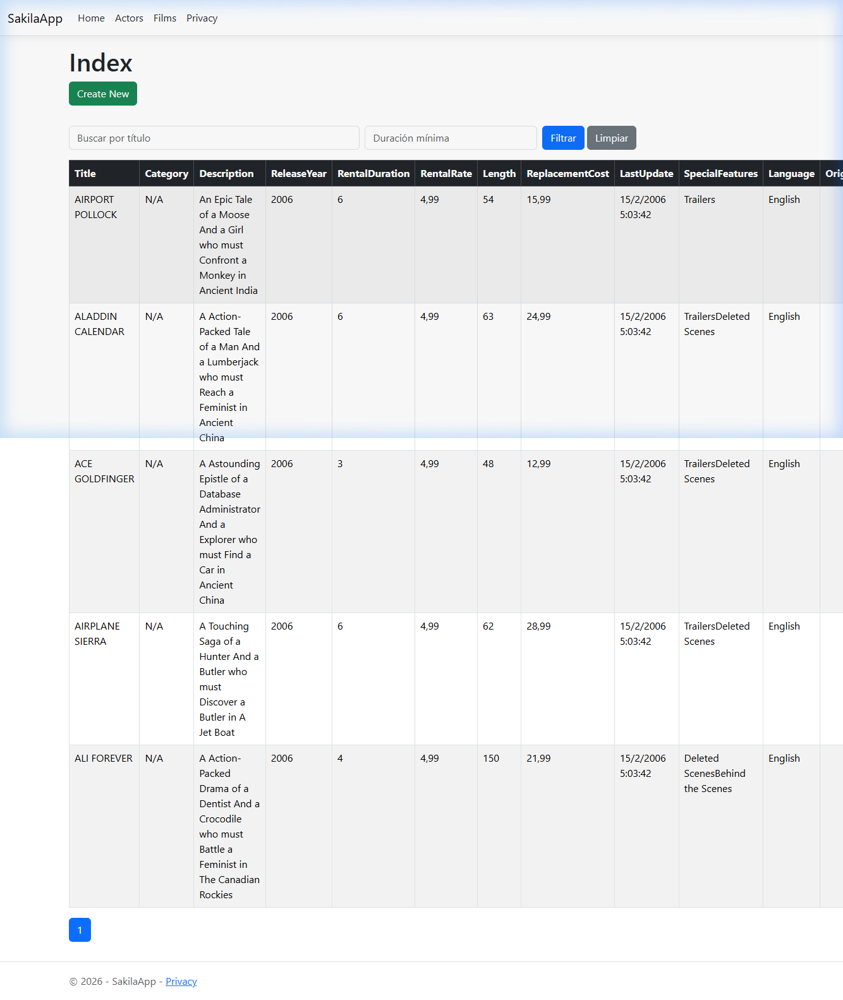 SakilaApp Home Actors Films Privacy
Index
Create New
Buscar por título Duración mínima Filtrar Limpiar
Title Category Description ReleaseYear RentalDuration RentalRate Length ReplacementCost LastUpdate SpecialFeatures Language Orig
AIRPORT N/A An Epic Tale 2006 6 4,99 54 15,99 15/2/2006 Trailers English
POLLOCK of a Moose 5:03:42
And a Girl
who must
Confront a
Monkey in
Ancient India
ALADDIN N/A A Action- 2006 6 4,99 63 24,99 15/2/2006 TrailersDeleted English
CALENDAR Packed Tale 5:03:42 Scenes
of a Man And
a Lumberjack
who must
Reach a
Feminist in
Ancient
China
ACE N/A A Astounding 2006 3 4,99 48 12,99 15/2/2006 TrailersDeleted English
GOLDFINGER Epistle of a 5:03:42 Scenes
Database
Administrator
And a
Explorer who
must Find a
Car in
Ancient
China
AIRPLANE N/A A Touching 2006 6 4,99 62 28,99 15/2/2006 TrailersDeleted English
SIERRA Saga of a 5:03:42 Scenes
Hunter And a
Butler who
must
Discover a
Butler in A
Jet Boat
ALI FOREVER N/A A Action- 2006 4 4,99 150 21,99 15/2/2006 Deleted English
Packed 5:03:42 ScenesBehind
Drama of a the Scenes
Dentist And a
Crocodile
who must
Battle a
Feminist in
The Canadian
Rockies
1
© 2026 - SakilaApp - Privacy